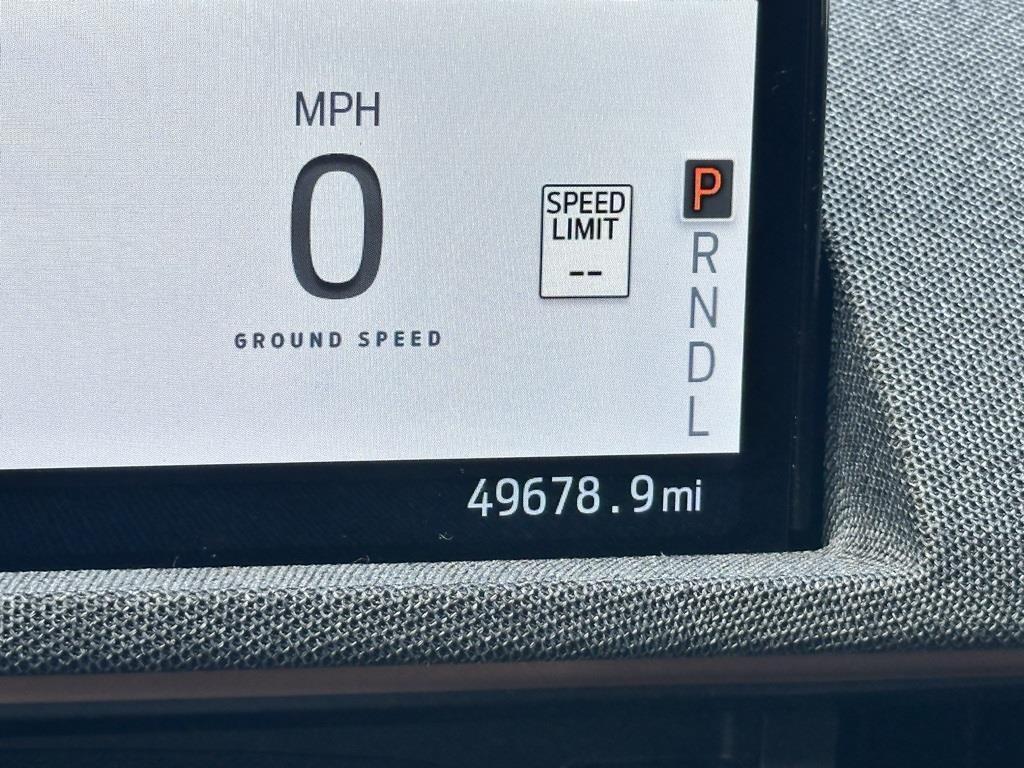 MPH
0
GROUND SPEED
SPEED
LIMIT
--
P
R
N
D
L
49678.9mi